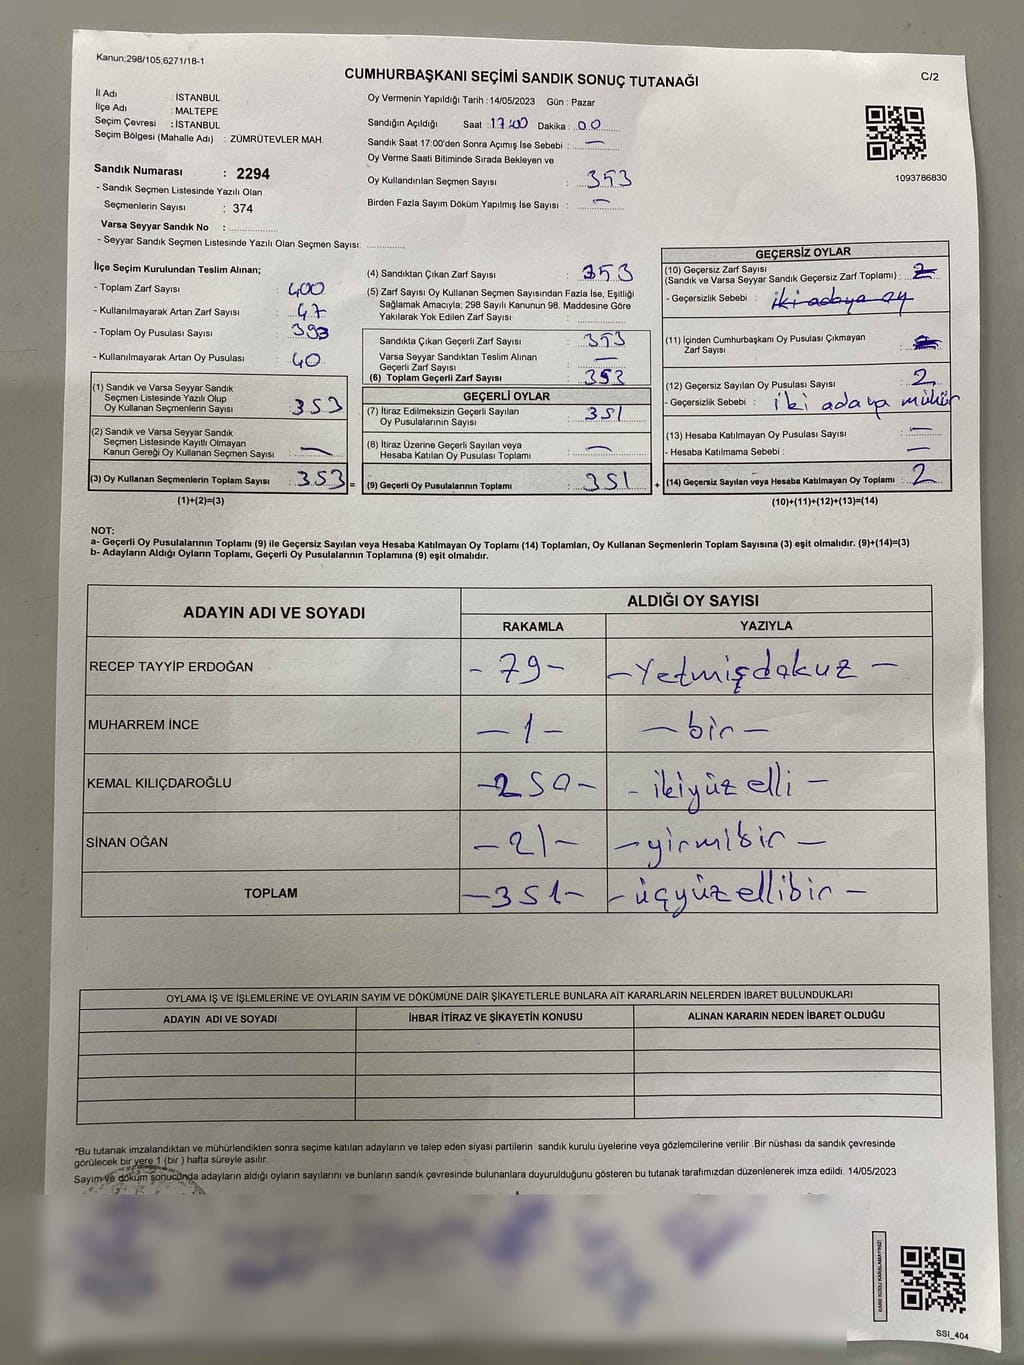 Kanun;298/105,6271/18-1
CUMHURBAŞKANI SEÇİMİ SANDIK SONUÇ TUTANAĞI
C/2
İl Adı : İSTANBUL
İlçe Adı : MALTEPE
Seçim Çevresi : İSTANBUL
Seçim Bölgesi (Mahalle Adı) : ZÜMRÜTEVLER MAH.
Sandık Numarası : 2294
- Sandık Seçmen Listesinde Yazılı Olan
Seçmenlerin Sayısı : 374
Varsa Seyyar Sandık No : ................
- Seyyar Sandık Seçmen Listesinde Yazılı Olan Seçmen Sayısı: ............
Oy Vermenin Yapıldığı Tarih : 14/05/2023 Gün : Pazar
Sandığın Açıldığı Saat : 17:00 Dakika : 00
Sandık Saat 17:00'den Sonra Açımış İse Sebebi : —
Oy Verme Saati Bitiminde Sırada Bekleyen ve
Oy Kullandırılan Seçmen Sayısı : 353
Birden Fazla Sayım Döküm Yapılmış İse Sayısı : —
1093786830
İlçe Seçim Kurulundan Teslim Alınan;
- Toplam Zarf Sayısı : 400
- Kullanılmayarak Artan Zarf Sayısı : 47
- Toplam Oy Pusulası Sayısı : 393
- Kullanılmayarak Artan Oy Pusulası : 40
(1) Sandık ve Varsa Seyyar Sandık
Seçmen Listesinde Yazılı Olup
Oy Kullanan Seçmenlerin Sayısı : 353
(2) Sandık ve Varsa Seyyar Sandık
Seçmen Listesinde Kayıtlı Olmayan
Kanun Gereği Oy Kullanan Seçmen Sayısı : —
(3) Oy Kullanan Seçmenlerin Toplam Sayısı : 353 =
(1)+(2)=(3)
(4) Sandıktan Çıkan Zarf Sayısı : 353
(5) Zarf Sayısı Oy Kullanan Seçmen Sayısından Fazla İse, Eşitliği
Sağlamak Amacıyla; 298 Sayılı Kanunun 98. Maddesine Göre
Yakılarak Yok Edilen Zarf Sayısı : ................
Sandıkta Çıkan Geçerli Zarf Sayısı : 353
Varsa Seyyar Sandıktan Teslim Alınan
Geçerli Zarf Sayısı : —
(6) Toplam Geçerli Zarf Sayısı : 353
GEÇERLİ OYLAR
(7) İtiraz Edilmeksizin Geçerli Sayılan
Oy Pusulalarının Sayısı : 351
(8) İtiraz Üzerine Geçerli Sayılan veya
Hesaba Katılan Oy Pusulası Toplamı : —
(9) Geçerli Oy Pusulalarının Toplamı : 351 +
GEÇERSİZ OYLAR
(10) Geçersiz Zarf Sayısı
(Sandık ve Varsa Seyyar Sandık Geçersiz Zarf Toplamı) : 2
- Geçersizlik Sebebi : iki adaya oy
(11) İçinden Cumhurbaşkanı Oy Pusulası Çıkmayan
Zarf Sayısı :
(12) Geçersiz Sayılan Oy Pusulası Sayısı : 2
- Geçersizlik Sebebi : iki adaya mühür
(13) Hesaba Katılmayan Oy Pusulası Sayısı : —
- Hesaba Katılmama Sebebi : —
(14) Geçersiz Sayılan veya Hesaba Katılmayan Oy Toplamı : 2
(10)+(11)+(12)+(13)=(14)
NOT:
a- Geçerli Oy Pusulalarının Toplamı (9) ile Geçersiz Sayılan veya Hesaba Katılmayan Oy Toplamı (14) Toplamları, Oy Kullanan Seçmenlerin Toplam Sayısına (3) eşit olmalıdır. (9)+(14)=(3)
b- Adayların Aldığı Oyların Toplamı, Geçerli Oy Pusulalarının Toplamına (9) eşit olmalıdır.
ADAYIN ADI VE SOYADI
ALDIĞI OY SAYISI
RAKAMLA YAZIYLA
RECEP TAYYİP ERDOĞAN - 79 - - Yetmişdokuz -
MUHARREM İNCE - 1 - - bir -
KEMAL KILIÇDAROĞLU - 250 - - ikiyüz elli -
SİNAN OĞAN - 21 - - yirmibir -
TOPLAM - 351 - - üçyüz ellibir -
OYLAMA İŞ VE İŞLEMLERİNE VE OYLARIN SAYIM VE DÖKÜMÜNE DAİR ŞİKAYETLERLE BUNLARA AİT KARARLARIN NELERDEN İBARET BULUNDUKLARI
ADAYIN ADI VE SOYADI İHBAR İTİRAZ VE ŞİKAYETİN KONUSU ALINAN KARARIN NEDEN İBARET OLDUĞU
*Bu tutanak imzalandıktan ve mühürlendikten sonra seçime katılan adayların ve talep eden siyasi partilerin sandık kurulu üyelerine veya gözlemcilerine verilir .Bir nüshası da sandık çevresinde
görülecek bir yere 1 (bir ) hafta süreyle asılır.
Sayım ve döküm sonucunda adayların aldığı oyların sayılarını ve bunların sandık çevresinde bulunanlara duyurulduğunu gösteren bu tutanak tarafımızdan düzenlenerek imza edildi. 14/05/2023
KARE KODU KARALAMAYINIZ!
SSI_404